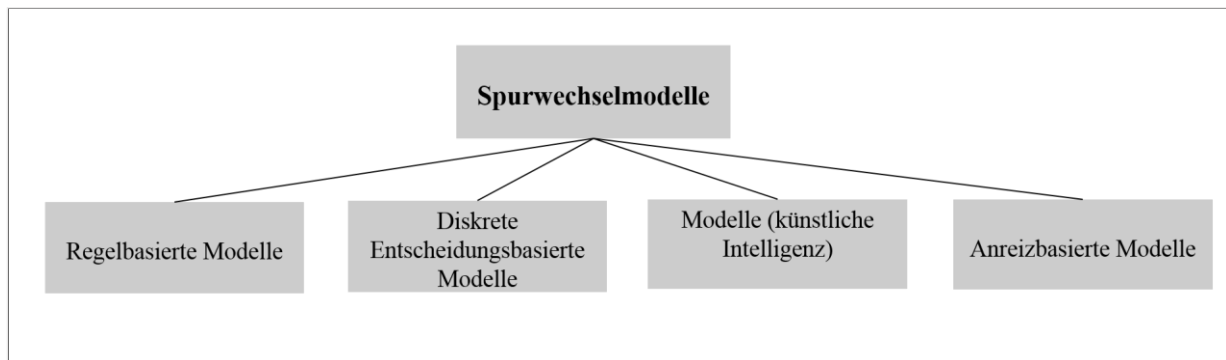 Spurwechselmodelle
Regelbasierte Modelle
Diskrete
Entscheidungsbasierte
Modelle
Modelle (künstliche
Intelligenz)
Anreizbasierte Modelle